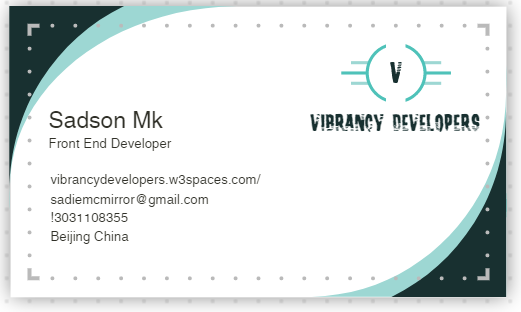 V
VIBRANCY DEVELOPERS
Sadson Mk
Front End Developer
vibrancydevelopers.w3spaces.com/
sadiemcmirror@gmail.com
!3031108355
Beijing China